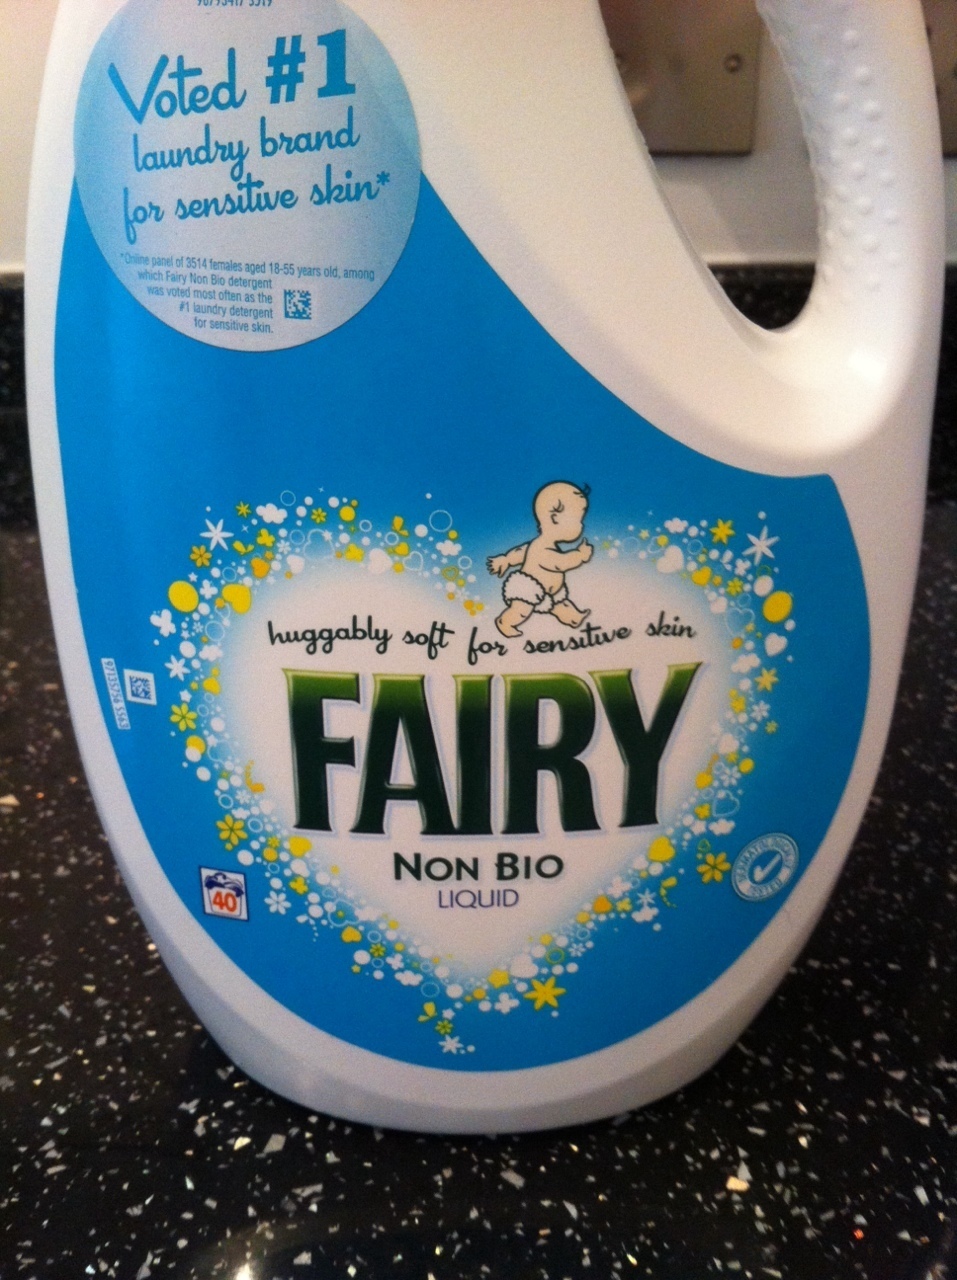 Voted #1
laundry brand
for sensitive skin*
*Online panel of 3514 females aged 18-55 years old, among
which Fairy Non Bio detergent
was voted most often as the
#1 laundry detergent
for sensitive skin.
huggably soft for sensitive skin
FAIRY
NON BIO
LIQUID
40